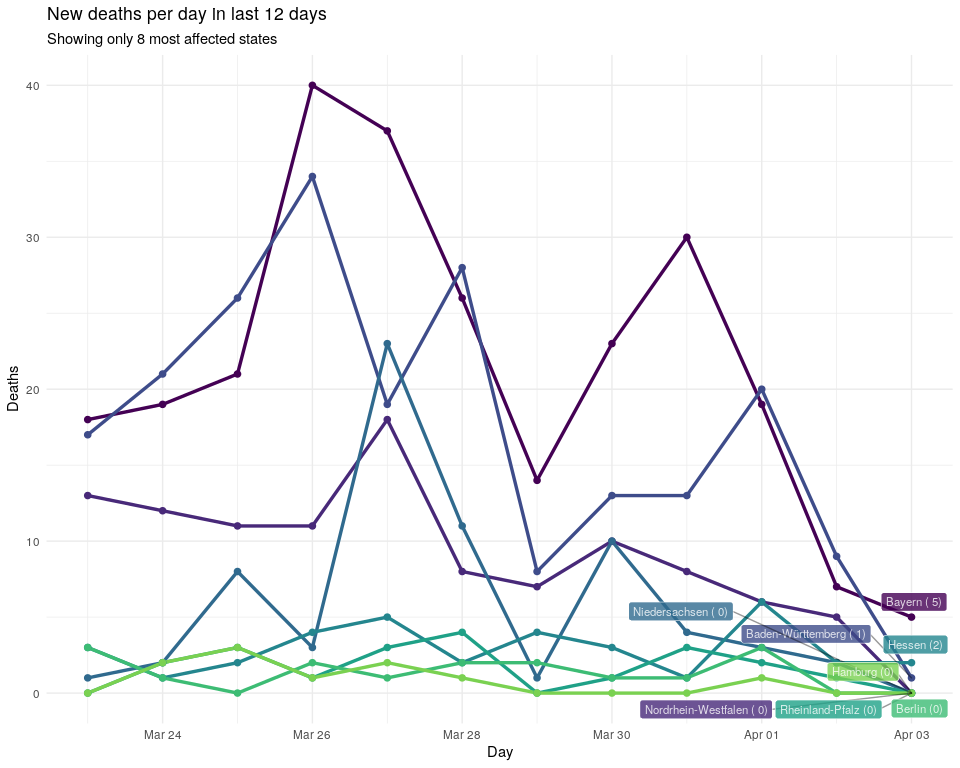 New deaths per day in last 12 days
Showing only 8 most affected states
40
30
20
10
0
Deaths
Bayern ( 5)
Niedersachsen ( 0)
Baden-Württemberg ( 1)
Hessen (2)
Hamburg (0)
Nordrhein-Westfalen ( 0)
Rheinland-Pfalz (0)
Berlin (0)
Mar 24
Mar 26
Mar 28
Mar 30
Apr 01
Apr 03
Day